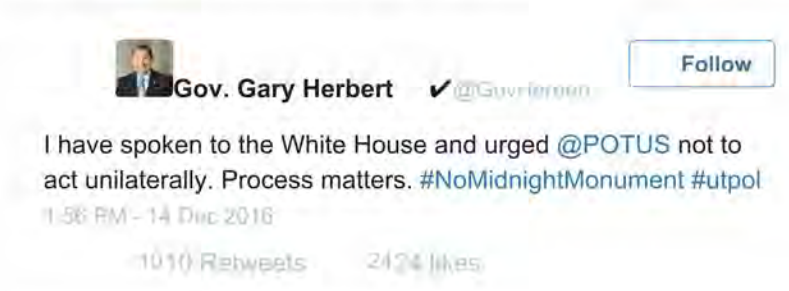 Gov. Gary Herbert
Follow
I have spoken to the White House and urged @POTUS not to
act unilaterally. Process matters. #NoMidnightMonument #utpol
1:56 PM - 14 Dec 2016
1010 Retweets 2424 likes